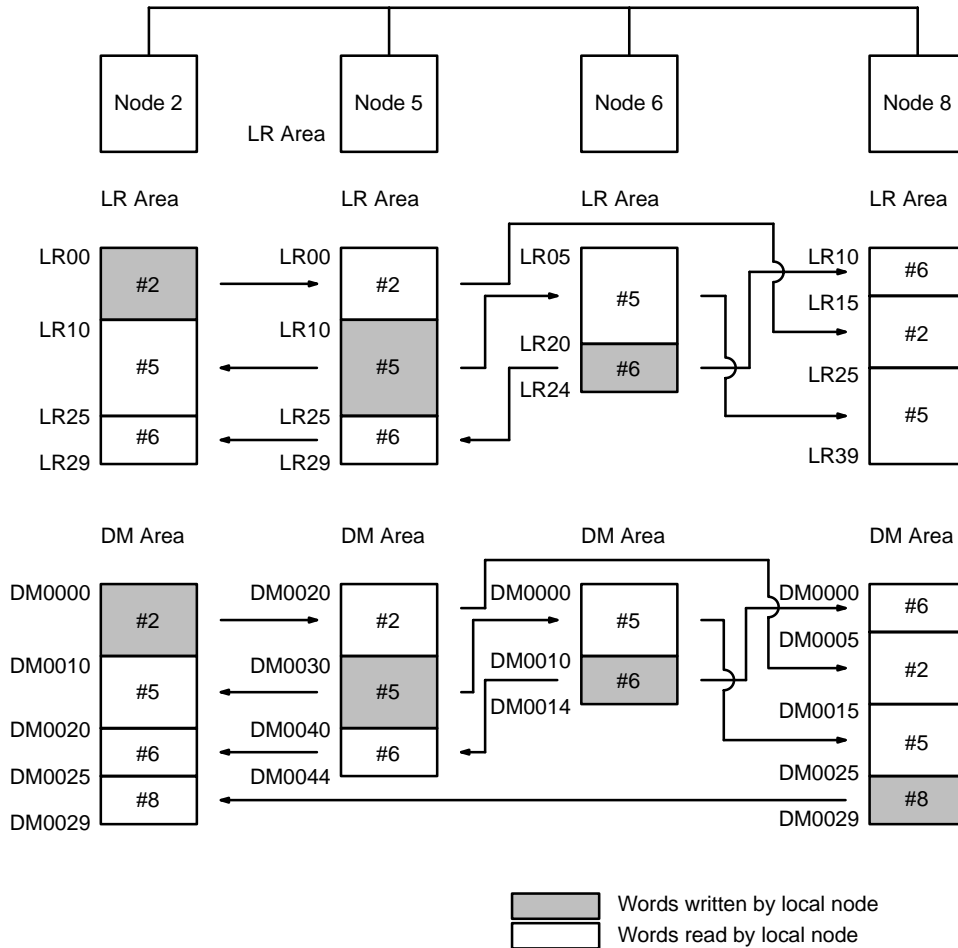 Node 2 Node 5 Node 6 Node 8
LR Area
LR Area LR Area LR Area LR Area
LR00 LR00 LR05 LR10
#2 #2 #5 #6
LR15
#2
LR10 LR10 LR20
#5 #5 #6
LR25
LR24
LR25 LR25 #5
#6 #6
LR29 LR29 LR39
DM Area DM Area DM Area DM Area
DM0000 DM0020 DM0000 DM0000
#2 #2 #5 #6
DM0005
DM0010 DM0030 DM0010 #2
#5 #5 #6
DM0014 DM0015
DM0020 DM0040
#5
#6 #6
DM0025 DM0044 DM0025
#8 #8
DM0029 DM0029
Words written by local node
Words read by local node